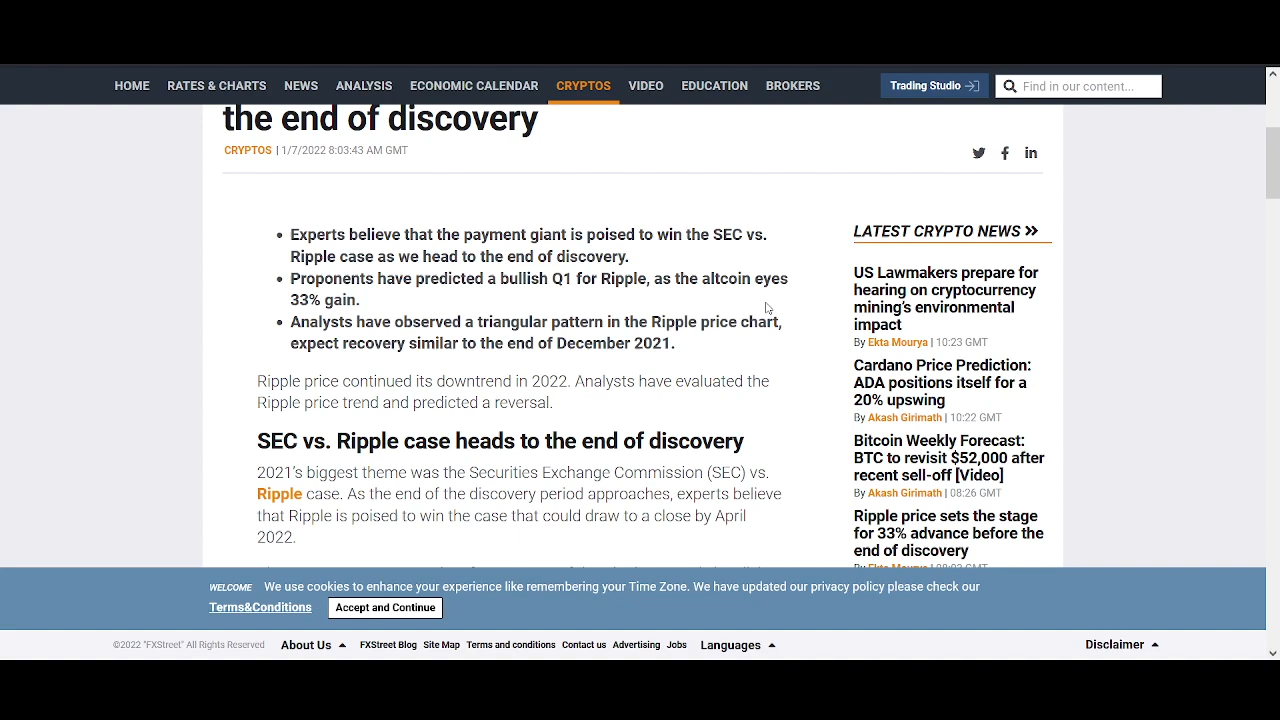 HOME RATES & CHARTS NEWS ANALYSIS ECONOMIC CALENDAR CRYPTOS VIDEO EDUCATION BROKERS Trading Studio Find in our content...
the end of discovery
CRYPTOS | 1/7/2022 8:03:43 AM GMT
• Experts believe that the payment giant is poised to win the SEC vs.
Ripple case as we head to the end of discovery.
• Proponents have predicted a bullish Q1 for Ripple, as the altcoin eyes
33% gain.
• Analysts have observed a triangular pattern in the Ripple price chart,
expect recovery similar to the end of December 2021.
Ripple price continued its downtrend in 2022. Analysts have evaluated the
Ripple price trend and predicted a reversal.
SEC vs. Ripple case heads to the end of discovery
2021's biggest theme was the Securities Exchange Commission (SEC) vs.
Ripple case. As the end of the discovery period approaches, experts believe
that Ripple is poised to win the case that could draw to a close by April
2022.
LATEST CRYPTO NEWS »
US Lawmakers prepare for
hearing on cryptocurrency
mining's environmental
impact
By Ekta Mourya | 10:23 GMT
Cardano Price Prediction:
ADA positions itself for a
20% upswing
By Akash Girimath | 10:22 GMT
Bitcoin Weekly Forecast:
BTC to revisit $52,000 after
recent sell-off [Video]
By Akash Girimath | 08:26 GMT
Ripple price sets the stage
for 33% advance before the
end of discovery
WELCOME We use cookies to enhance your experience like remembering your Time Zone. We have updated our privacy policy please check our
Terms&Conditions Accept and Continue
©2022 "FXStreet" All Rights Reserved About Us FXStreet Blog Site Map Terms and conditions Contact us Advertising Jobs Languages Disclaimer